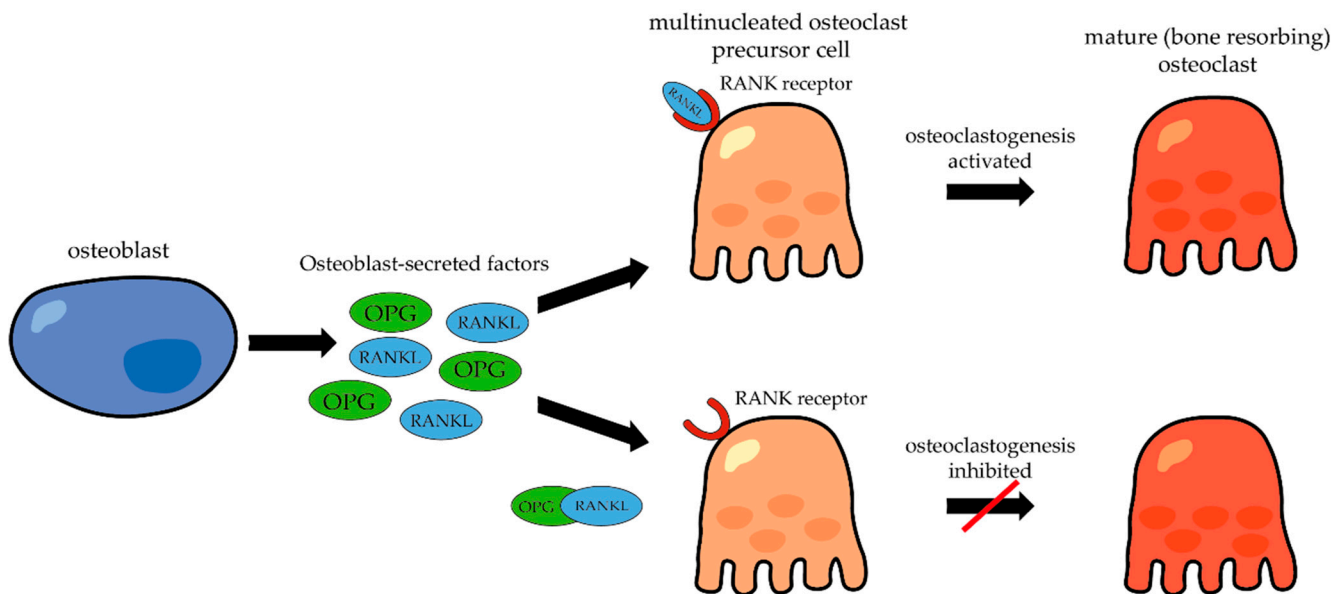 multinucleated osteoclast
precursor cell
mature (bone resorbing)
osteoclast
RANK receptor
RANKL
osteoclastogenesis
activated
osteoblast
Osteoblast-secreted factors
OPG
RANKL
RANKL
OPG
OPG
RANKL
RANK receptor
osteoclastogenesis
inhibited
OPG
RANKL